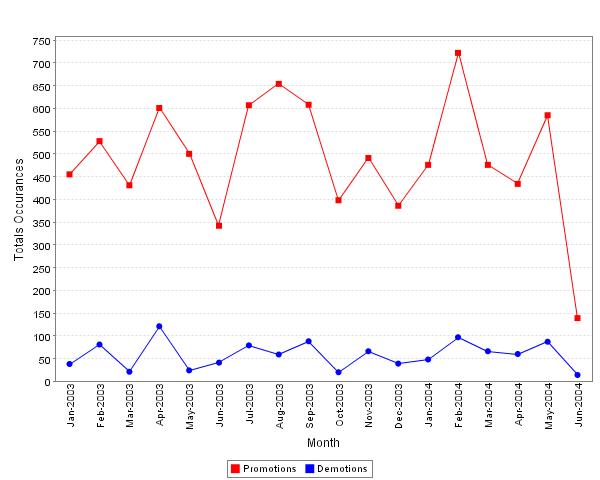 750
700
650
600
550
500
450
400
350
300
250
200
150
100
50
0
Totals Occurances
Jan-2003
Feb-2003
Mar-2003
Apr-2003
May-2003
Jun-2003
Jul-2003
Aug-2003
Sep-2003
Oct-2003
Nov-2003
Dec-2003
Jan-2004
Feb-2004
Mar-2004
Apr-2004
May-2004
Jun-2004
Month
Promotions Demotions